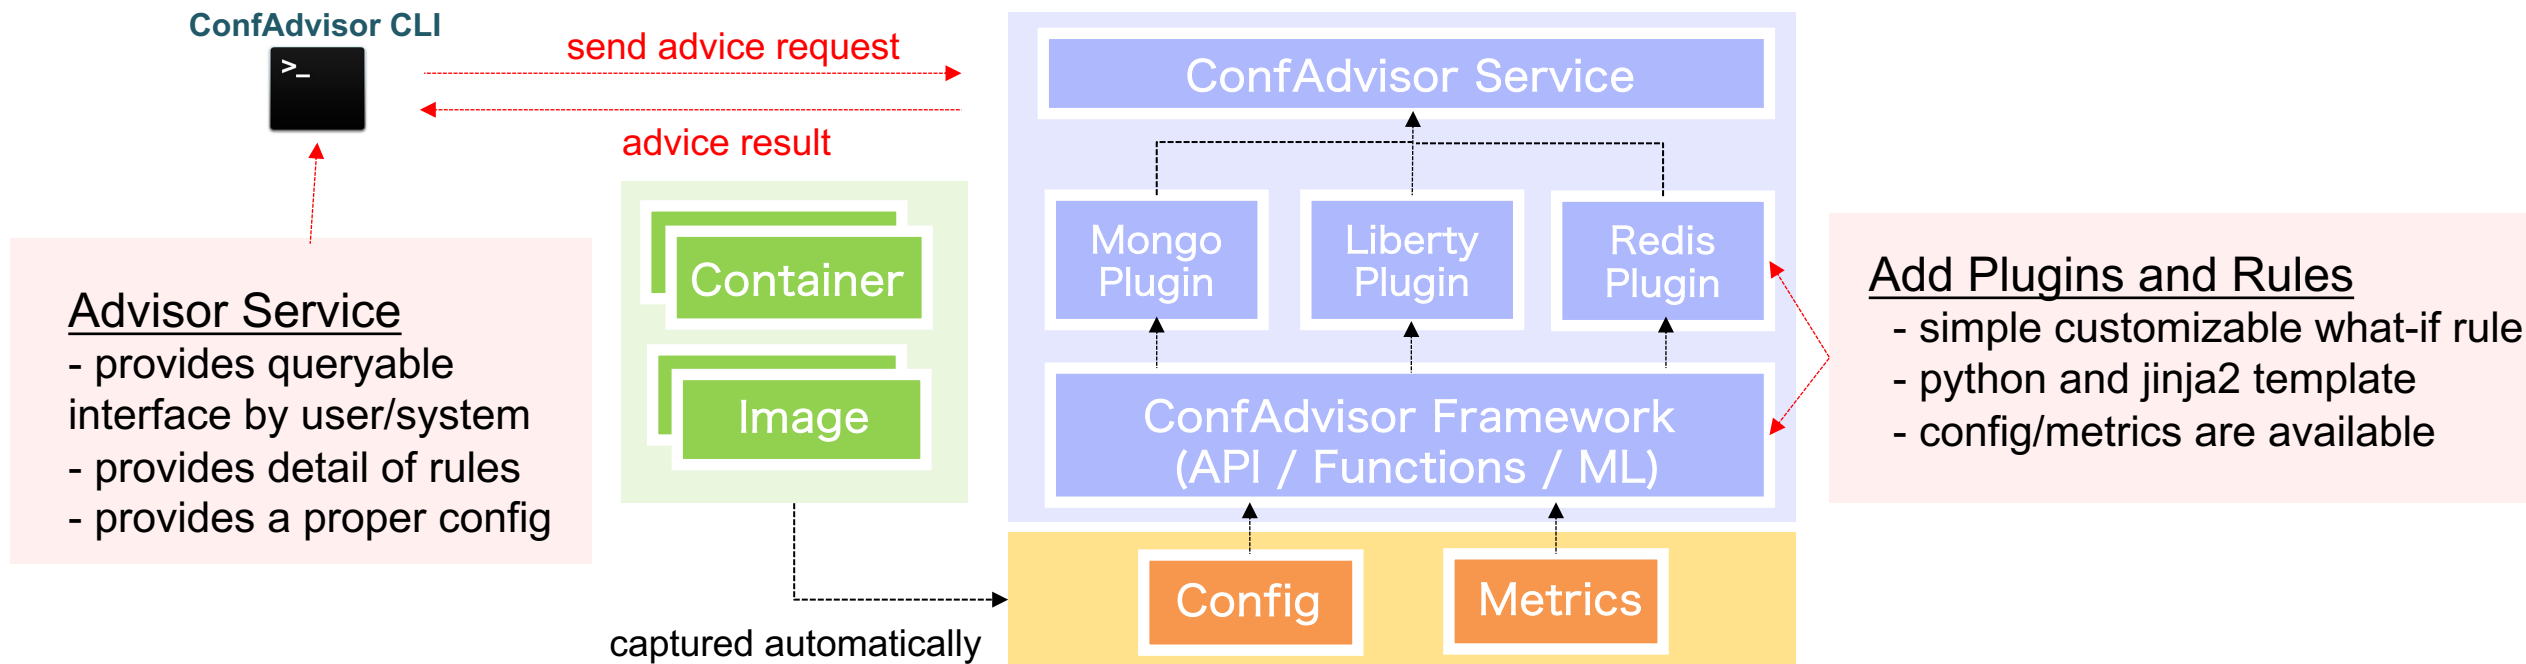 ConfAdvisor CLI
>_
send advice request
advice result
Advisor Service
- provides queryable
interface by user/system
- provides detail of rules
- provides a proper config
Container
Image
captured automatically
ConfAdvisor Service
Mongo
Plugin
Liberty
Plugin
Redis
Plugin
ConfAdvisor Framework
(API / Functions / ML)
Config
Metrics
Add Plugins and Rules
- simple customizable what-if rule
- python and jinja2 template
- config/metrics are available